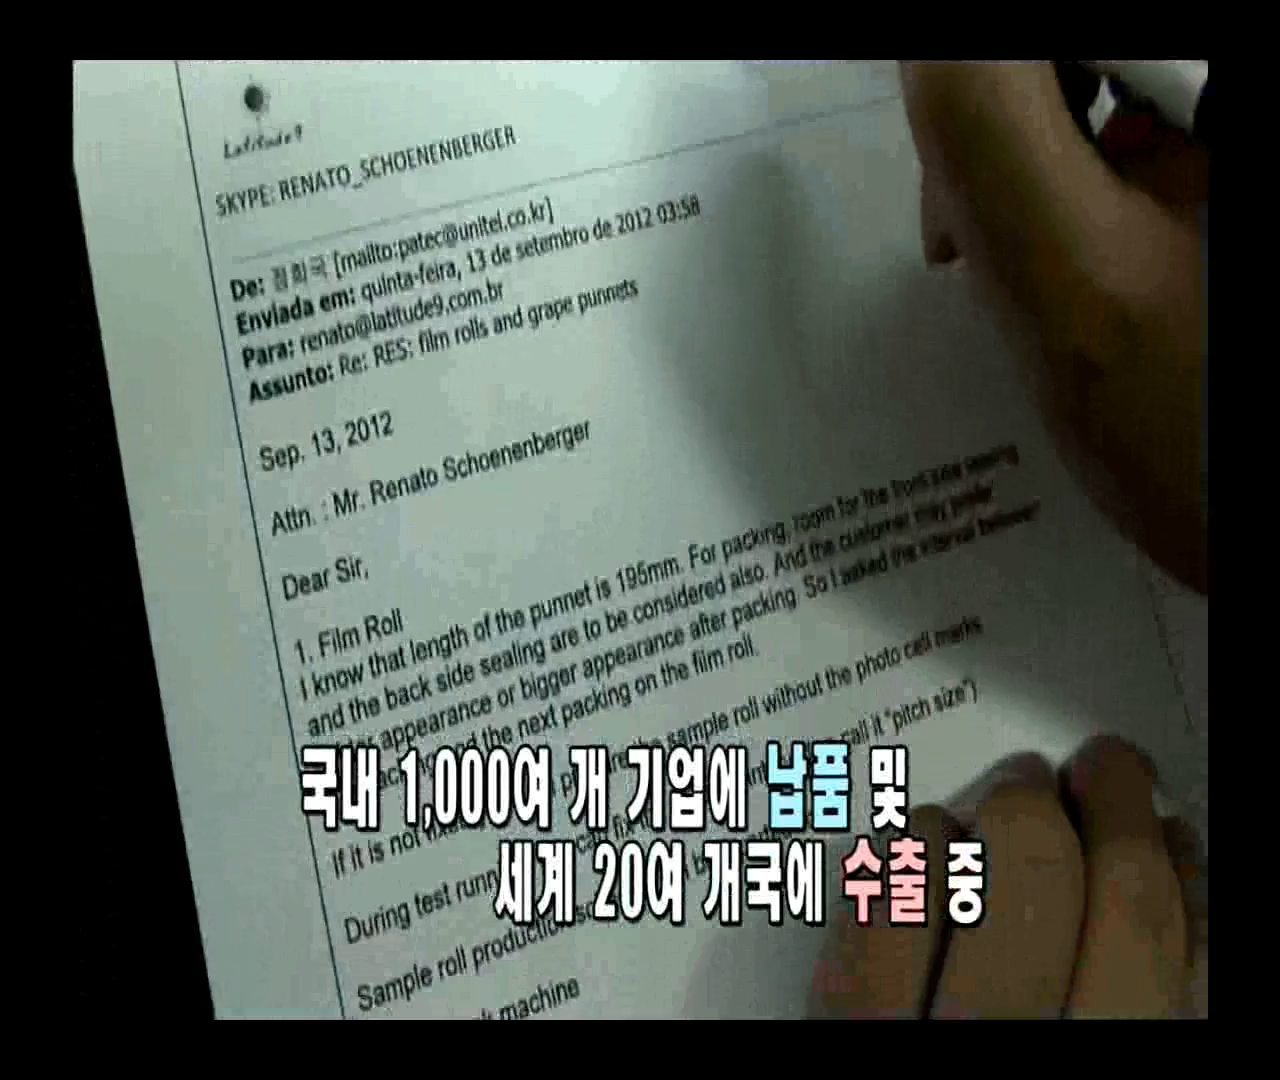 Latitude9
SKYPE: RENATO_SCHOENENBERGER
De: 정희국 [mailto:patec@unitel.co.kr]
Enviada em: quinta-feira, 13 de setembro de 2012 03:58
Para: renato@latitude9.com.br
Assunto: Re: RES: film rolls and grape punnets
Sep. 13, 2012
Attn. : Mr. Renato Schoenenberger
Dear Sir,
1. Film Roll
I know that length of the punnet is 195mm. For packing, room for the front side sealing
and the back side sealing are to be considered also. And the customer may prefer
appearance or bigger appearance after packing. So I asked the interval between
the next packing on the film roll.
sample roll without the photo cell marks
call it "pitch size")
If it is not
During test
Sample roll production
machine
국내 1,000여 개 기업에 납품 및
세계 20여 개국에 수출 중